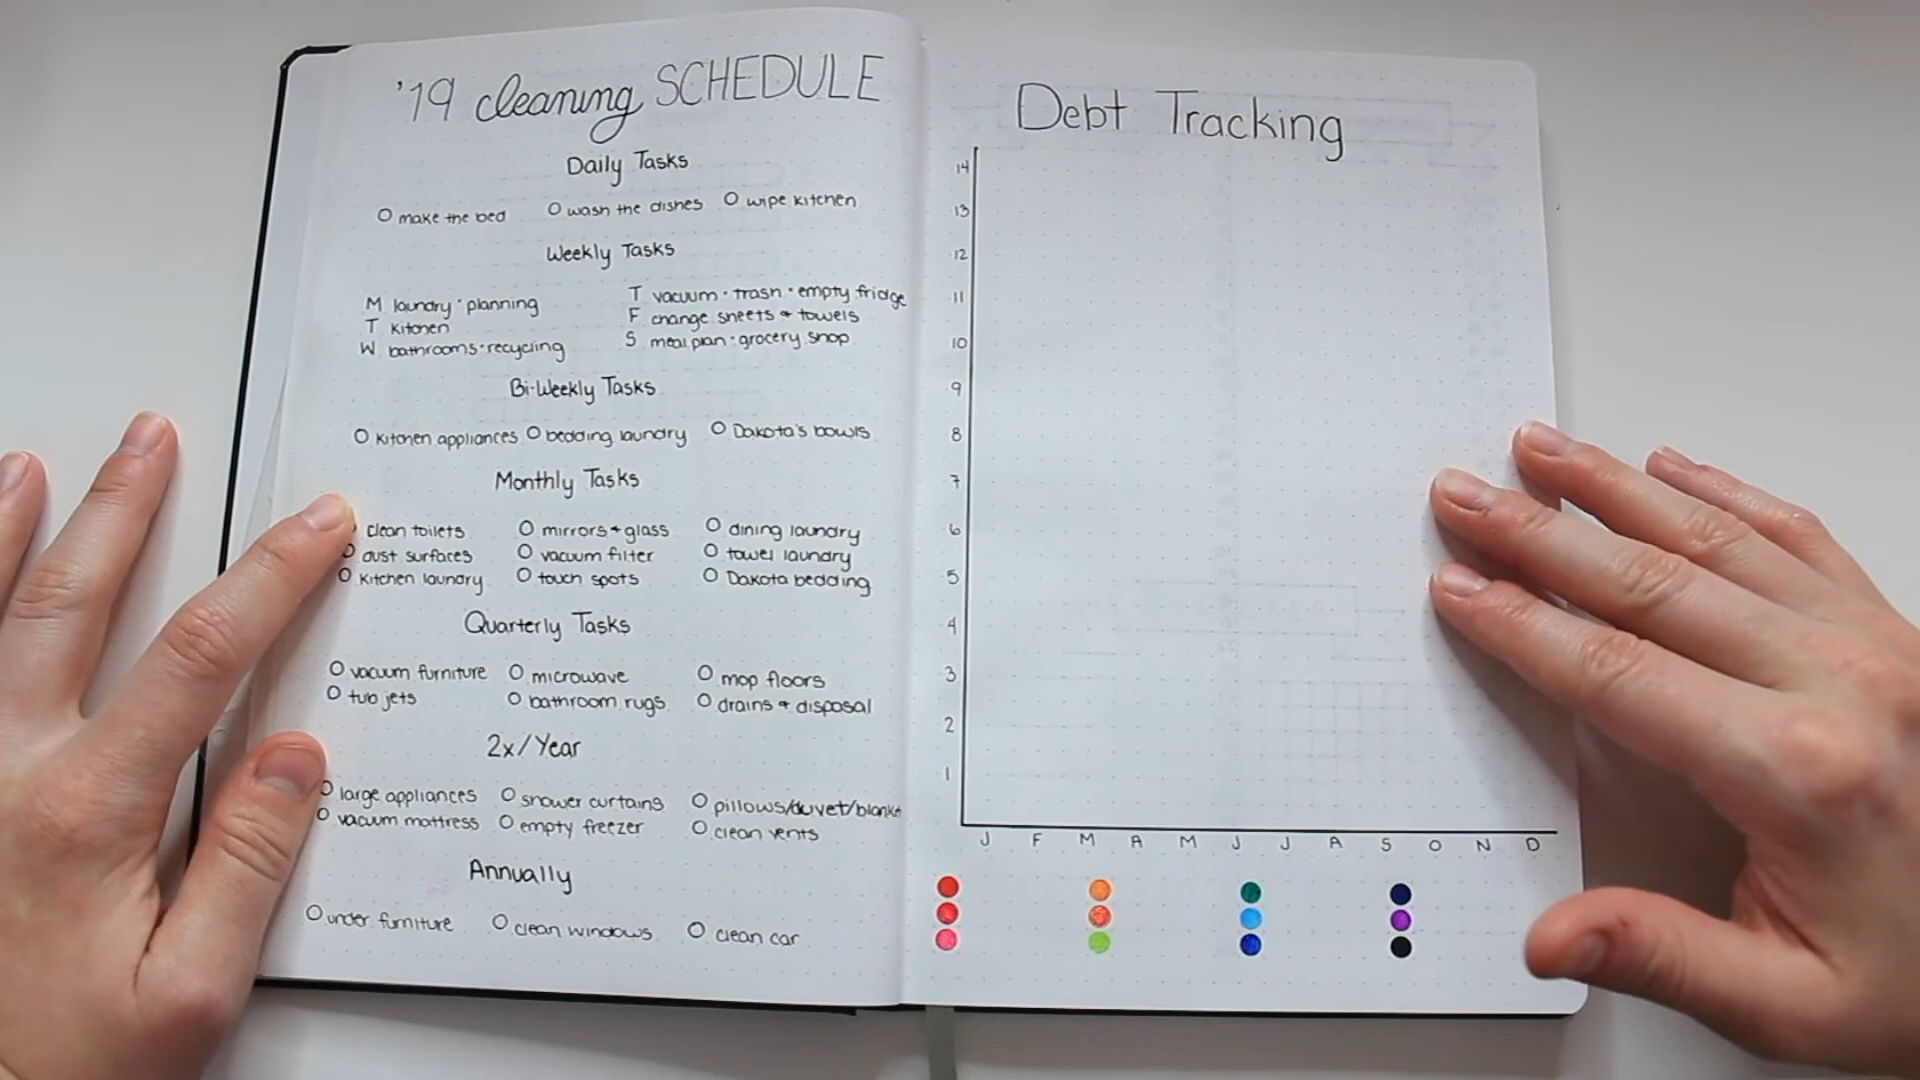 '19 cleaning SCHEDULE
Daily Tasks
make the bed wash the dishes wipe kitchen
Weekly Tasks
M laundry · planning
T kitchen
W bathrooms · recycling
T vacuum · trash · empty fridge
F change sheets + towels
S meal plan · grocery shop
Bi-Weekly Tasks
kitchen appliances bedding laundry Dakota's bowls
Monthly Tasks
clean toilets mirrors + glass dining laundry
dust surfaces vacuum filter towel laundry
kitchen laundry touch spots Dakota bedding
Quarterly Tasks
vacuum furniture microwave mop floors
tub jets bathroom rugs drains + disposal
2x/Year
large appliances shower curtains pillows/duvet/blanket
vacuum mattress empty freezer clean vents
Annually
under furniture clean windows clean car
Debt Tracking
14
13
12
11
10
9
8
7
6
5
4
3
2
1
J F M A M J J A S O N D